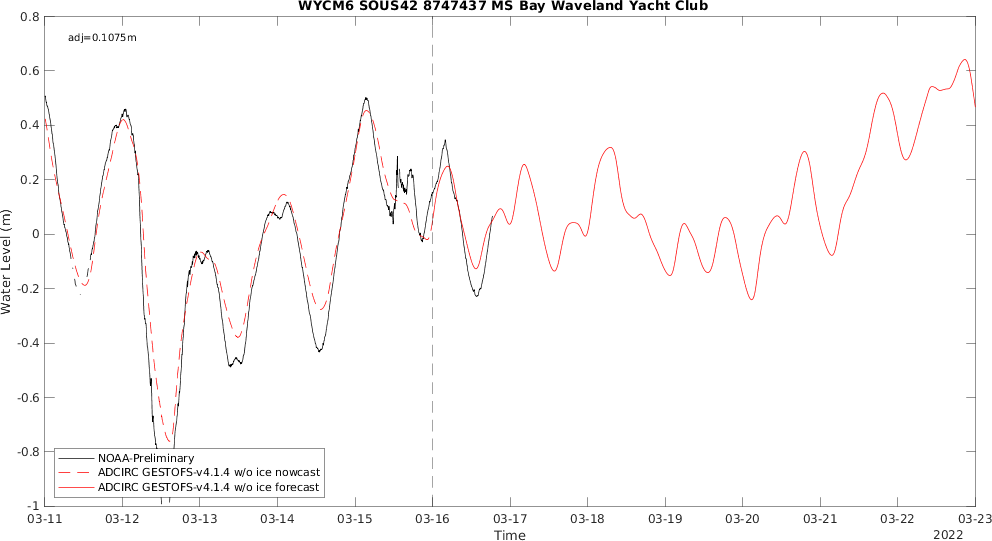 WYCM6 SOUS42 8747437 MS Bay Waveland Yacht Club
adj=0.1075m
0.8
0.6
0.4
0.2
0
-0.2
-0.4
-0.6
-0.8
-1
Water Level (m)
NOAA-Preliminary
ADCIRC GESTOFS-v4.1.4 w/o ice nowcast
ADCIRC GESTOFS-v4.1.4 w/o ice forecast
03-11 03-12 03-13 03-14 03-15 03-16 03-17 03-18 03-19 03-20 03-21 03-22 03-23
Time
2022